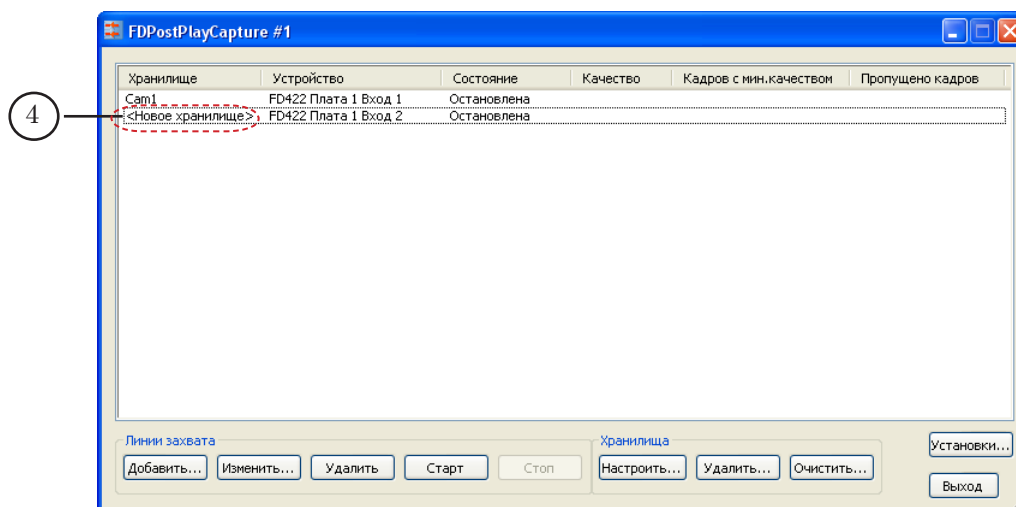 FDPostPlayCapture #1
Хранилище Устройство Состояние Качество Кадров с мин.качеством Пропущено кадров
Cam1 FD422 Плата 1 Вход 1 Остановлена
4 <Новое хранилище> FD422 Плата 1 Вход 2 Остановлена
Линии захвата Хранилища
Установки...
Добавить... Изменить... Удалить Старт Стоп Настроить... Удалить... Очистить...
Выход